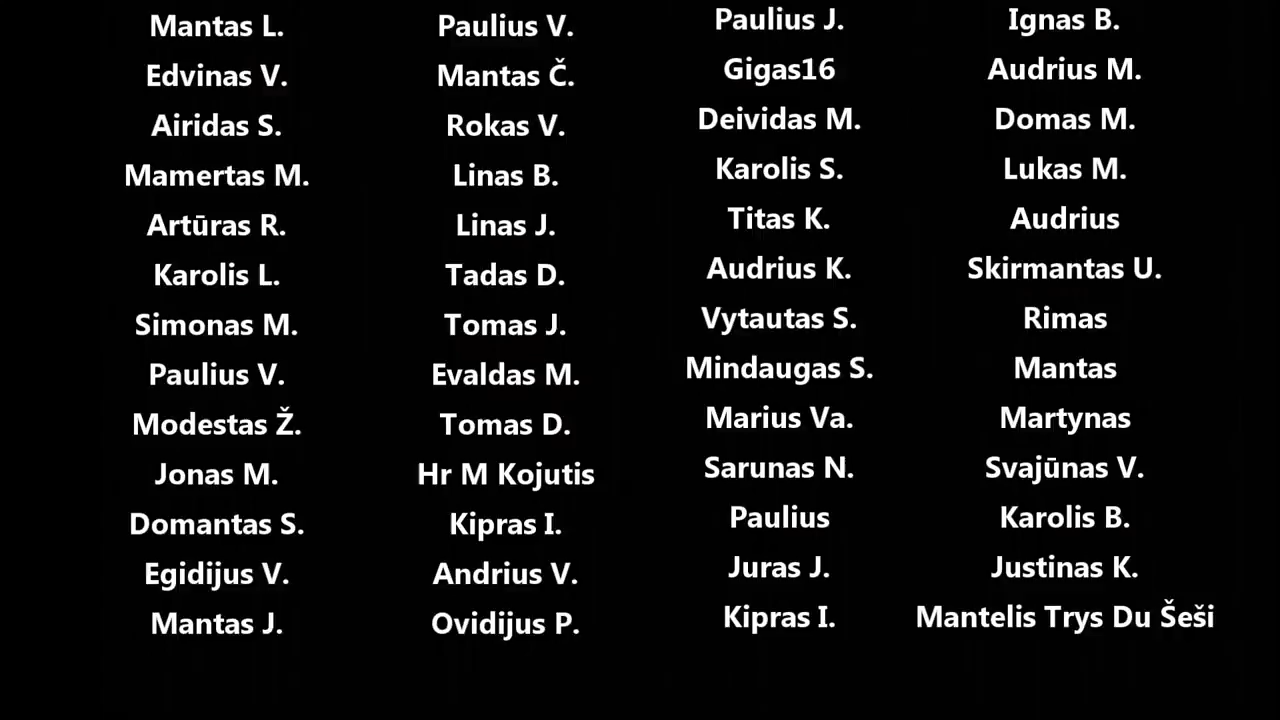 Mantas L.
Edvinas V.
Airidas S.
Mamertas M.
Artūras R.
Karolis L.
Simonas M.
Paulius V.
Modestas Ž.
Jonas M.
Domantas S.
Egidijus V.
Mantas J.
Paulius V.
Mantas Č.
Rokas V.
Linas B.
Linas J.
Tadas D.
Tomas J.
Evaldas M.
Tomas D.
Hr M Kojutis
Kipras I.
Andrius V.
Ovidijus P.
Paulius J.
Gigas16
Deividas M.
Karolis S.
Titas K.
Audrius K.
Vytautas S.
Mindaugas S.
Marius Va.
Sarunas N.
Paulius
Juras J.
Kipras I.
Ignas B.
Audrius M.
Domas M.
Lukas M.
Audrius
Skirmantas U.
Rimas
Mantas
Martynas
Svajūnas V.
Karolis B.
Justinas K.
Mantelis Trys Du Šeši